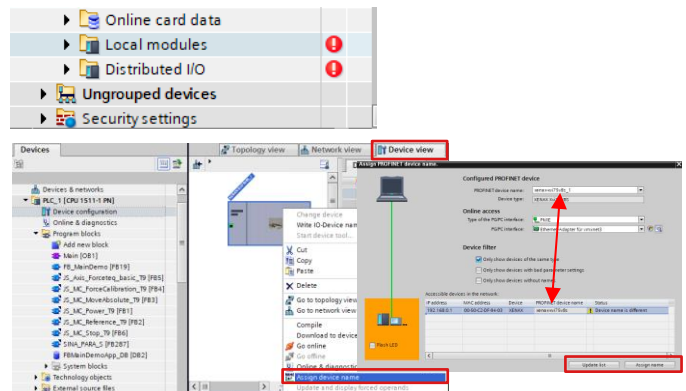 Online card data
Local modules
Distributed I/O
Ungrouped devices
Security settings
Devices
Topology view
Network view
Device view
Devices & networks
PLC_1 [CPU 1511-1 PN]
Device configuration
Online & diagnostics
Program blocks
Add new block
Main [OB1]
FB_MainDemo [FB19]
JS_Axis_Forceteq_basic_T9 [FB5]
JS_MC_ForceCalibration_T9 [FB4]
JS_MC_MoveAbsolute_T9 [FB3]
JS_MC_Power_T9 [FB1]
JS_MC_Reference_T9 [FB2]
JS_MC_Stop_T9 [FB6]
SINA_PARA_S [FB287]
FBMainDemoApp_DB [DB2]
System blocks
Technology objects
External source files
Change device
Write IO-Device name
Start device tool...
Cut
Copy
Paste
Delete
Go to topology view
Go to network view
Compile
Download to device
Go online
Go offline
Online & diagnostics
Assign device name
Update and display forced operands
Assign PROFINET device name.
Configured PROFINET device
PROFINET device name:
Device type:
Online access
Type of the PG/PC interface:
PN/IE
PG/PC interface:
Device filter
Only show devices of the same type
Only show devices with bad parameter settings
Only show devices without names
Accessible devices in the network:
IP address
MAC address
Device
PROFINET device name
Status
192.168.0.1
XENAX
Device name is different
Flash LED
Update list
Assign name